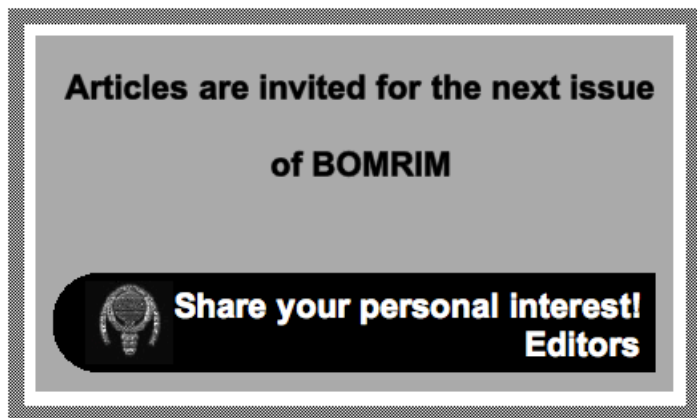 Articles are invited for the next issue
of BOMRIM
Share your personal interest!
Editors